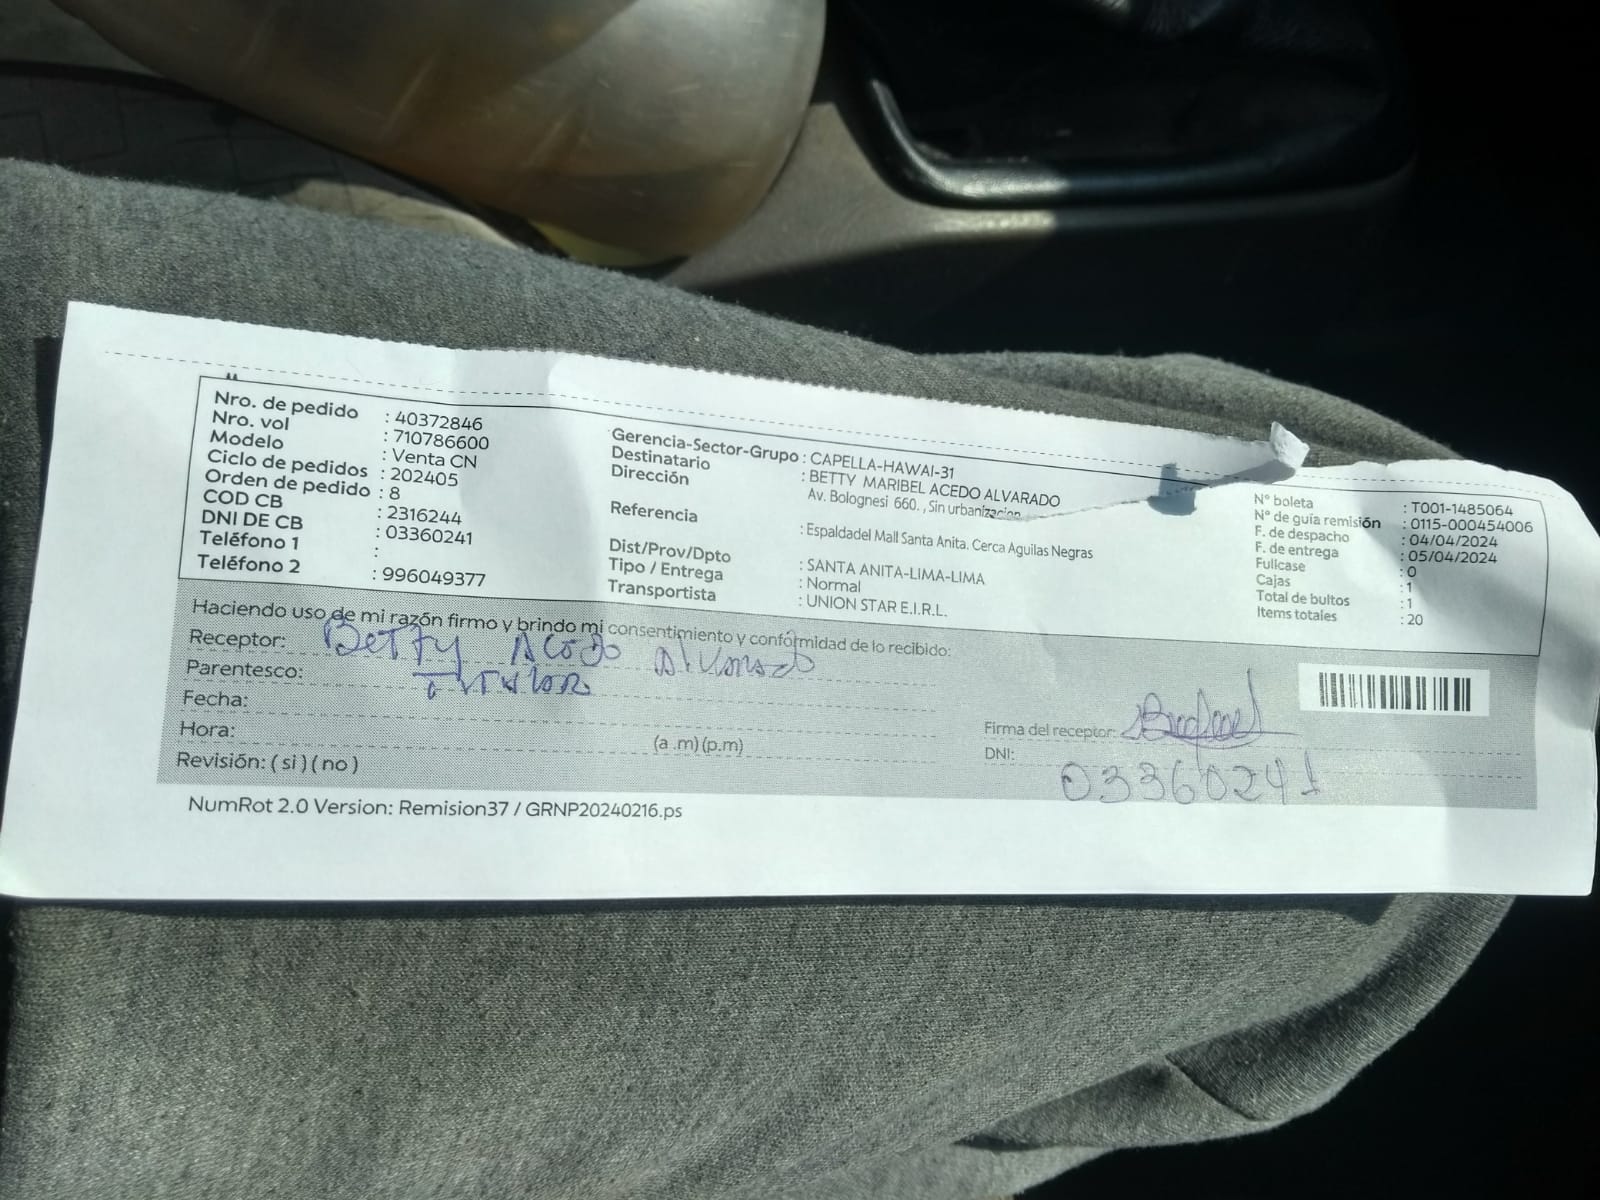 Nro. de pedido : 40372846
Nro. vol : 710786600
Modelo : Venta CN
Ciclo de pedidos : 202405
Orden de pedido : 8
COD CB : 2316244
DNI DE CB : 03360241
Teléfono 1 :
Teléfono 2 : 996049377
Gerencia-Sector-Grupo : CAPELLA-HAWAI-31
Destinatario : BETTY MARIBEL ACEDO ALVARADO
Dirección Av. Bolognesi 660. , Sin urbanizacion
Referencia : Espaldadel Mall Santa Anita. Cerca Aguilas Negras
Dist/Prov/Dpto : SANTA ANITA-LIMA-LIMA
Tipo / Entrega : Normal
Transportista : UNION STAR E.I.R.L.
N° boleta : T001-1485064
N° de guía remisión : 0115-000454006
F. de despacho : 04/04/2024
F. de entrega : 05/04/2024
Fullcase : 0
Cajas : 1
Total de bultos : 1
Items totales : 20
Haciendo uso de mi razón firmo y brindo mi consentimiento y conformidad de lo recibido:
Receptor: Betty Acedo Alvarado
Parentesco: TITULAR
Fecha:
Hora: (a .m) (p.m)
Revisión: ( si ) ( no )
Firma del receptor:
DNI: 03360241
NumRot 2.0 Version: Remision37 / GRNP20240216.ps